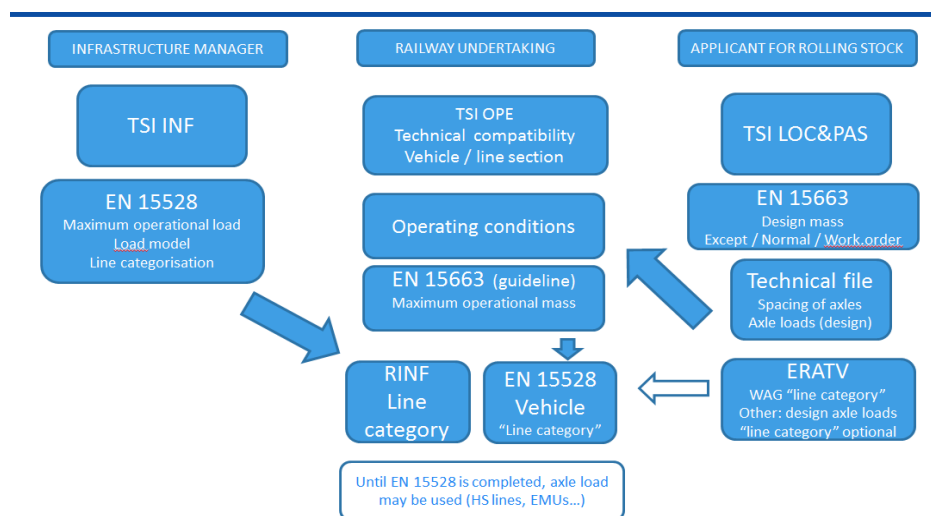 INFRASTRUCTURE MANAGER
RAILWAY UNDERTAKING
APPLICANT FOR ROLLING STOCK
TSI INF
EN 15528
Maximum operational load
Load model
Line categorisation
TSI OPE
Technical compatibility
Vehicle / line section
Operating conditions
EN 15663 (guideline)
Maximum operational mass
TSI LOC&PAS
EN 15663
Design mass
Except / Normal / Work.order
Technical file
Spacing of axles
Axle loads (design)
RINF
Line
category
EN 15528
Vehicle
“Line category”
ERATV
WAG “line category”
Other: design axle loads
“line category” optional
Until EN 15528 is completed, axle load
may be used (HS lines, EMUs…)